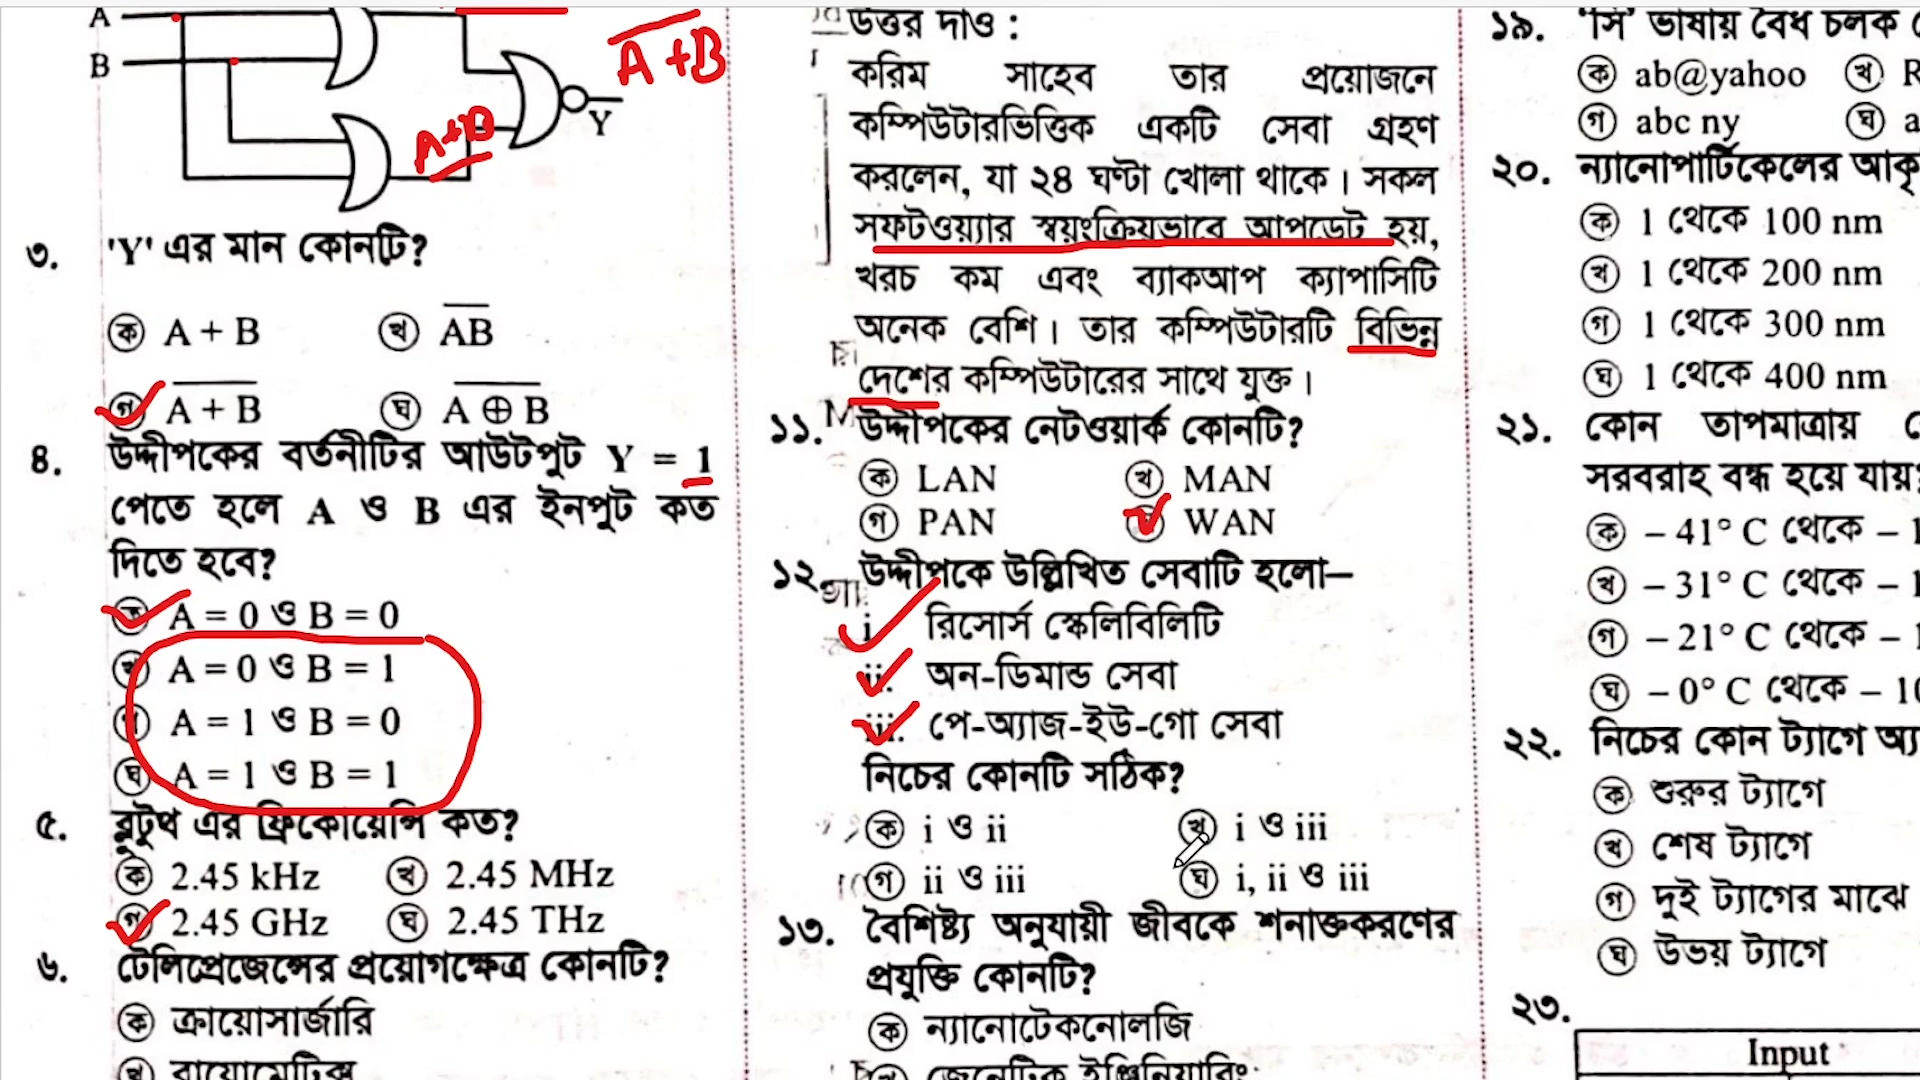 A
B
A+B
A+B
Y
৩. 'Y' এর মান কোনটি?
ক A + B
খ A̅B̅
গ A̅ ̅+̅ ̅B̅
ঘ A̅ ̅⊕̅ ̅B̅
৪. উদ্দীপকের বর্তনীটির আউটপুট Y = 1
পেতে হলে A ও B এর ইনপুট কত
দিতে হবে?
A = 0 ও B = 0
খ A = 0 ও B = 1
গ A = 1 ও B = 0
ঘ A = 1 ও B = 1
৫. ব্লুটুথ এর ফ্রিকোয়েন্সি কত?
ক 2.45 kHz খ 2.45 MHz
গ 2.45 GHz ঘ 2.45 THz
৬. টেলিপ্রেজেন্সের প্রয়োগক্ষেত্র কোনটি?
ক ক্রায়োসার্জারি
খ বায়োমেট্রিক্স
উত্তর দাও :
করিম সাহেব তার প্রয়োজনে
কম্পিউটারভিত্তিক একটি সেবা গ্রহণ
করলেন, যা ২৪ ঘণ্টা খোলা থাকে। সকল
সফটওয়্যার স্বয়ংক্রিয়ভাবে আপডেট হয়,
খরচ কম এবং ব্যাকআপ ক্যাপাসিটি
অনেক বেশি। তার কম্পিউটারটি বিভিন্ন
দেশের কম্পিউটারের সাথে যুক্ত।
১১. উদ্দীপকের নেটওয়ার্ক কোনটি?
ক LAN খ MAN
গ PAN WAN
১২. উদ্দীপকে উল্লিখিত সেবাটি হলো–
i রিসোর্স স্কেলিবিলিটি
ii. অন-ডিমান্ড সেবা
iii. পে-অ্যাজ-ইউ-গো সেবা
নিচের কোনটি সঠিক?
ক i ও ii খ i ও iii
গ ii ও iii ঘ i, ii ও iii
১৩. বৈশিষ্ট্য অনুযায়ী জীবকে শনাক্তকরণের
প্রযুক্তি কোনটি?
ক ন্যানোটেকনোলজি
জেনেটিক ইঞ্জিনিয়ারিং
১৯. 'সি' ভাষায় বৈধ চলক
ক ab@yahoo খ R
গ abc ny ঘ a
২০. ন্যানোপার্টিকেলের আকৃ
ক 1 থেকে 100 nm
খ 1 থেকে 200 nm
গ 1 থেকে 300 nm
ঘ 1 থেকে 400 nm
২১. কোন তাপমাত্রায়
সরবরাহ বন্ধ হয়ে যায়?
ক – 41° C থেকে – 1
খ – 31° C থেকে – 1
গ – 21° C থেকে – 1
ঘ – 0° C থেকে – 10
২২. নিচের কোন ট্যাগে অ্যা
ক শুরুর ট্যাগে
খ শেষ ট্যাগে
গ দুই ট্যাগের মাঝে
ঘ উভয় ট্যাগে
২৩.
Input